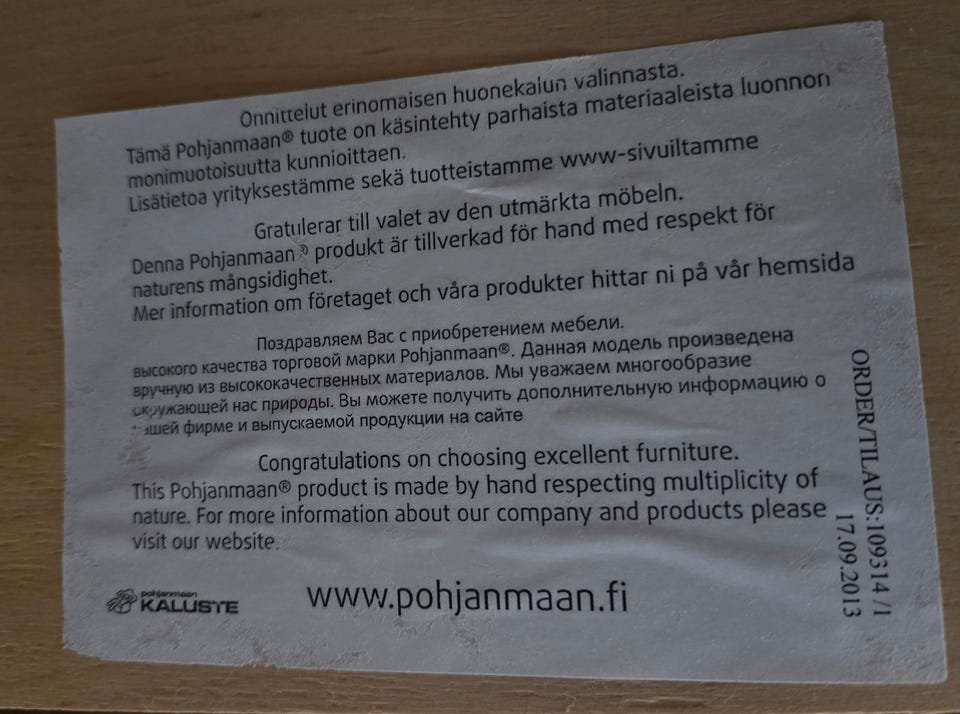 Onnittelut erinomaisen huonekalun valinnasta.
Tämä Pohjanmaan® tuote on käsintehty parhaista materiaaleista luonnon
monimuotoisuutta kunnioittaen.
Lisätietoa yrityksestämme sekä tuotteistamme www-sivuiltamme
Gratulerar till valet av den utmärkta möbeln.
Denna Pohjanmaan® produkt är tillverkad för hand med respekt för
naturens mångsidighet.
Mer information om företaget och våra produkter hittar ni på vår hemsida
Поздравляем Вас с приобретением мебели.
высокого качества торговой марки Pohjanmaan®. Данная модель произведена
вручную из высококачественных материалов. Мы уважаем многообразие
окружающей нас природы. Вы можете получить дополнительную информацию о
фирме и выпускаемой продукции на сайте
Congratulations on choosing excellent furniture.
This Pohjanmaan® product is made by hand respecting multiplicity of
nature. For more information about our company and products please
visit our website.
pohjanmaan
KALUSTE
www.pohjanmaan.fi
ORDER/TILAUS:109314 /1
17.09.2013